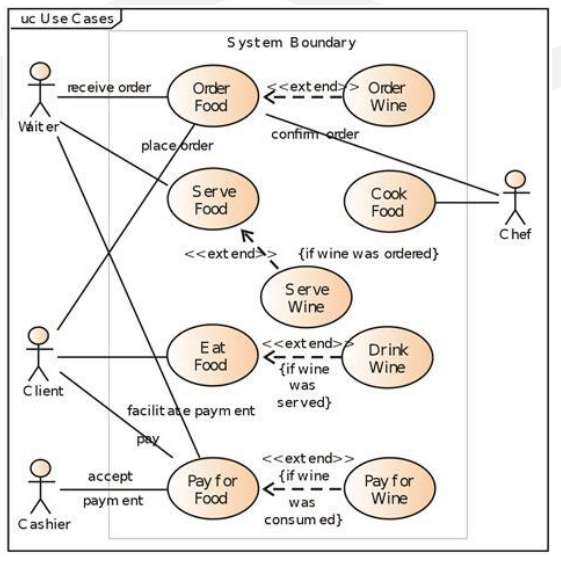 uc Use Cases
System Boundary
receive order
Order
Food
<<extend>>
Order
Wine
Waiter
confirm order
place order
Serve
Food
Cook
Food
Chef
<<extend>>
{if wine was ordered}
Serve
Wine
Client
Eat
Food
<<extend>>
{if wine
was
served}
Drink
Wine
facilitate payment
pay
accept
payment
Cashier
Pay for
Food
<<extend>>
{if wine
was
consumed}
Pay for
Wine